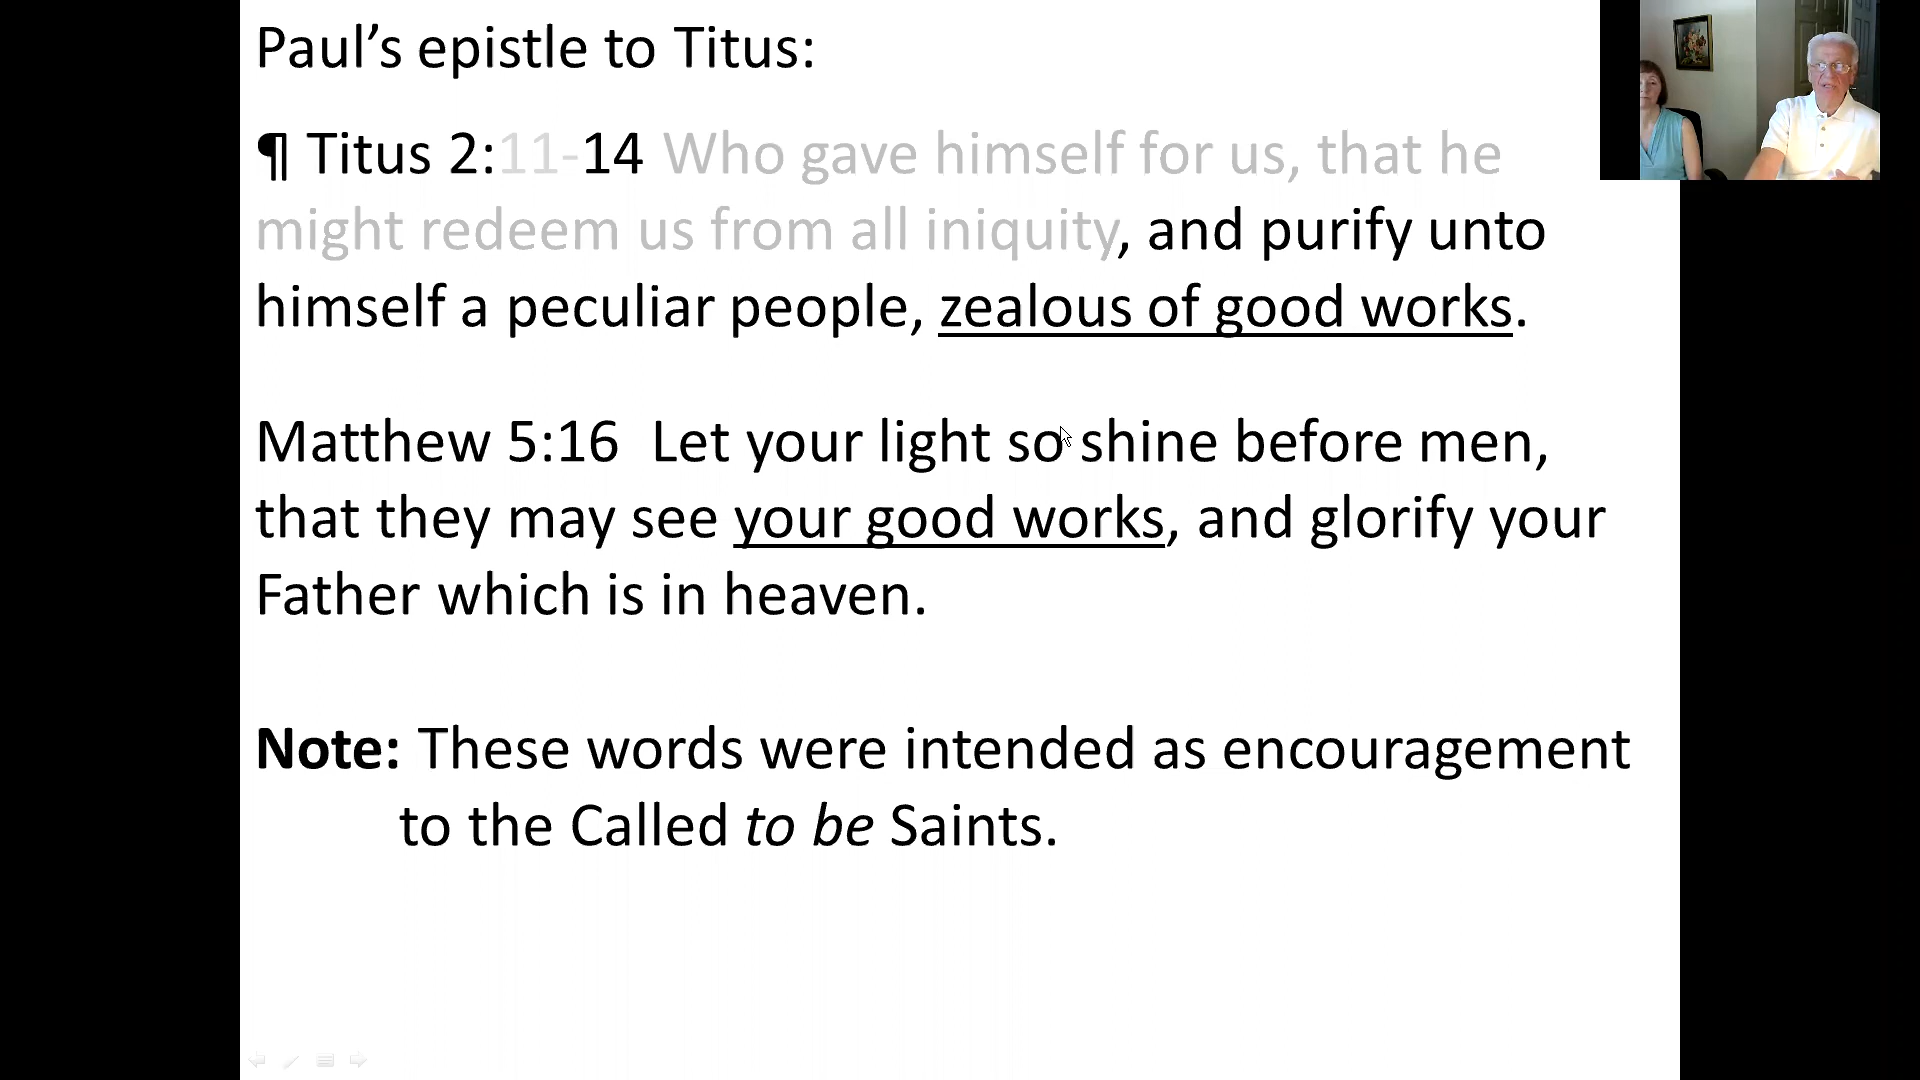 Paul’s epistle to Titus:
¶ Titus 2:11-14 Who gave himself for us, that he
might redeem us from all iniquity, and purify unto
himself a peculiar people, zealous of good works.
Matthew 5:16  Let your light so shine before men,
that they may see your good works, and glorify your
Father which is in heaven.
Note: These words were intended as encouragement
to the Called to be Saints.